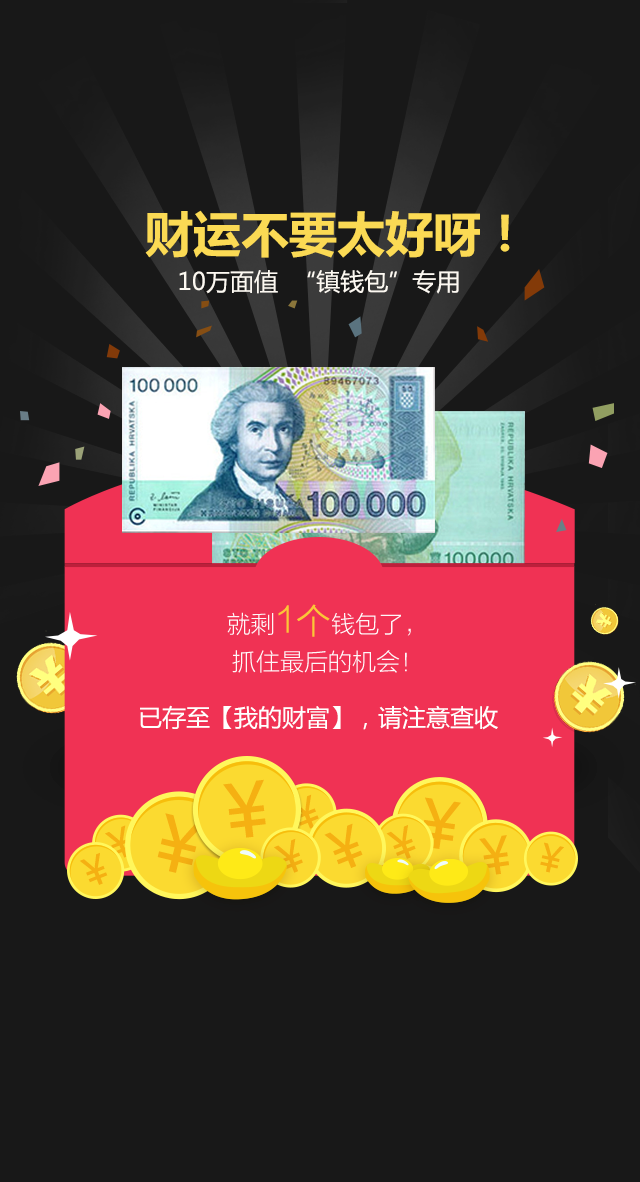 财运不要太好呀！
10万面值 “镇钱包”专用
100 000
89467073
REPUBLIKA HRVATSKA
100 000
MINISTAR
FINANCIJA
REPUBLIKA HRVATSKA
100000
就剩1个钱包了，
抓住最后的机会！
已存至【我的财富】，请注意查收